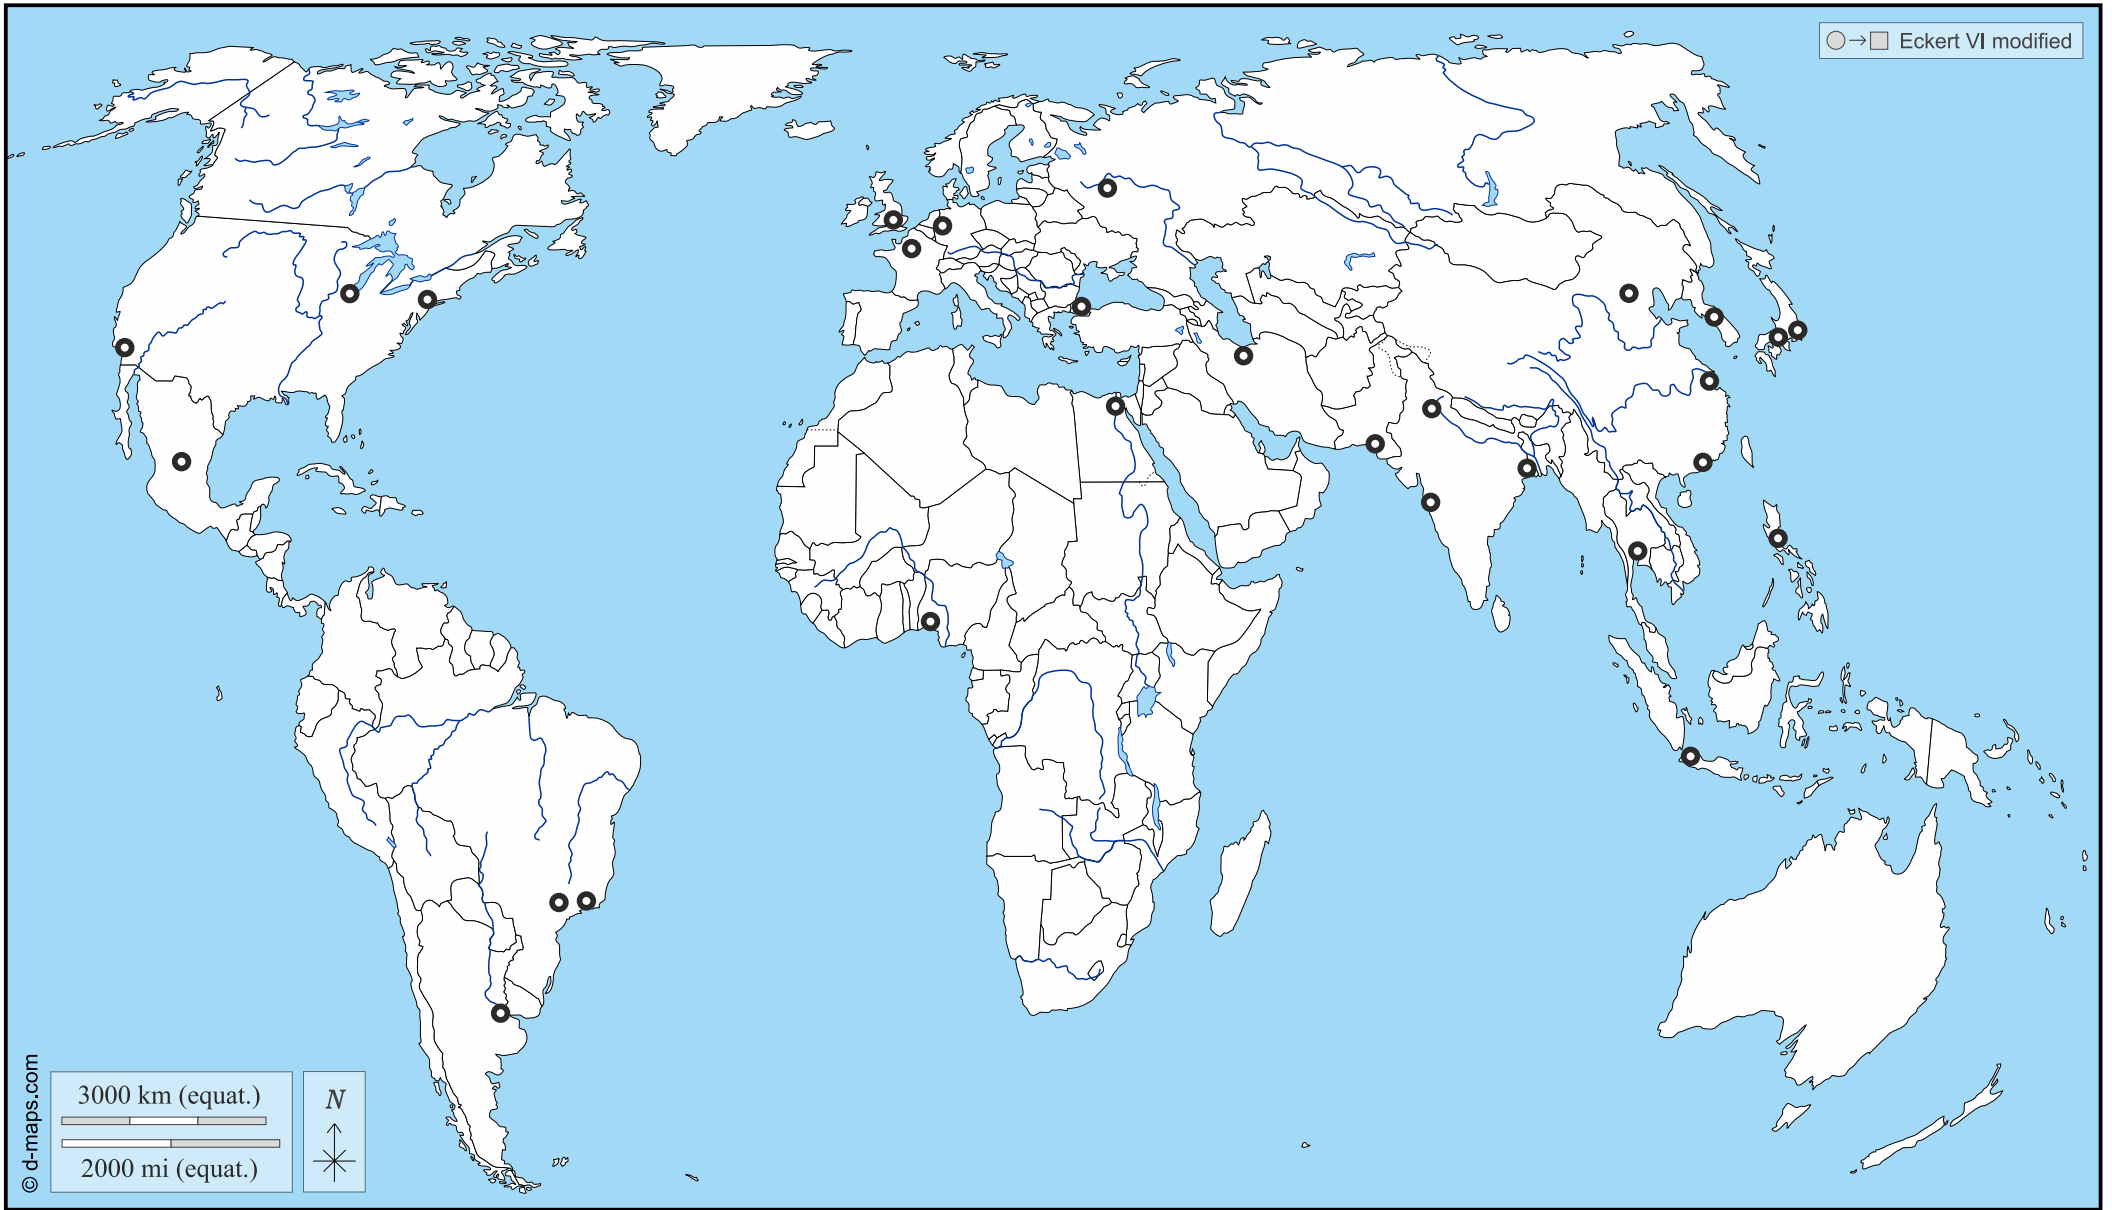 ○→□ Eckert VI modified
3000 km (equat.)
2000 mi (equat.)
N
© d-maps.com